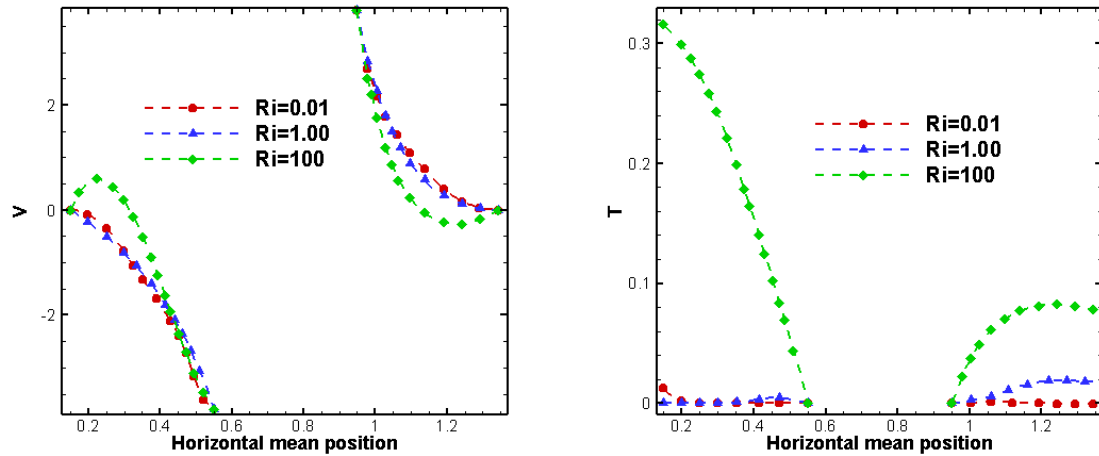 V
2
0
-2
Ri=0.01
Ri=1.00
Ri=100
0.2
0.4
0.6
0.8
1
1.2
Horizontal mean position
T
0.3
0.2
0.1
0
Ri=0.01
Ri=1.00
Ri=100
0.2
0.4
0.6
0.8
1
1.2
Horizontal mean position